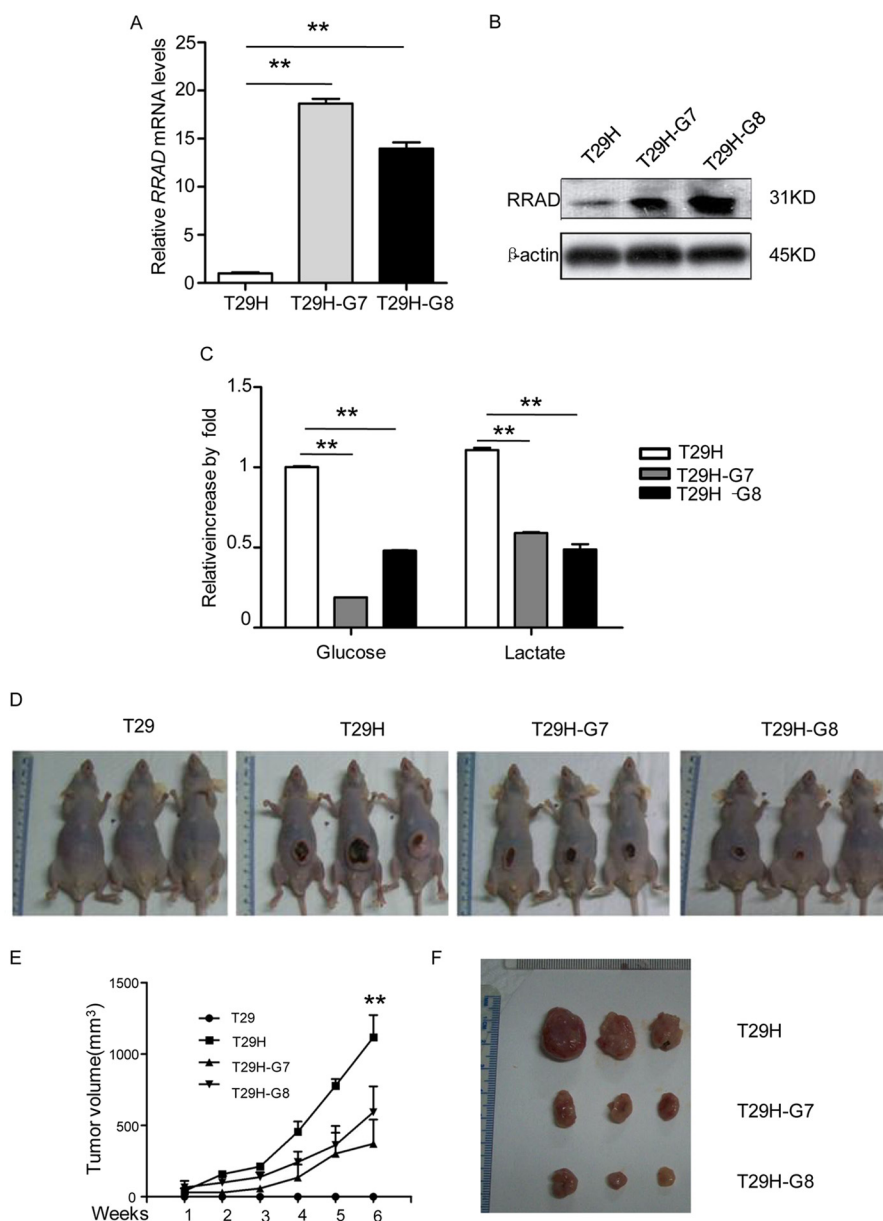 A
Relative RRAD mRNA levels
25
20
15
10
5
0
**
**
T29H
T29H-G7
T29H-G8
B
T29H
T29H-G7
T29H-G8
RRAD
31KD
β-actin
45KD
C
Relativeincrease by fold
1.5
1
0.5
0
**
**
**
**
Glucose
Lactate
T29H
T29H-G7
T29H -G8
D
T29
T29H
T29H-G7
T29H-G8
E
Tumor volume(mm³)
1500
1000
500
0
T29
T29H
T29H-G7
T29H-G8
**
Weeks 1 2 3 4 5 6
F
T29H
T29H-G7
T29H-G8